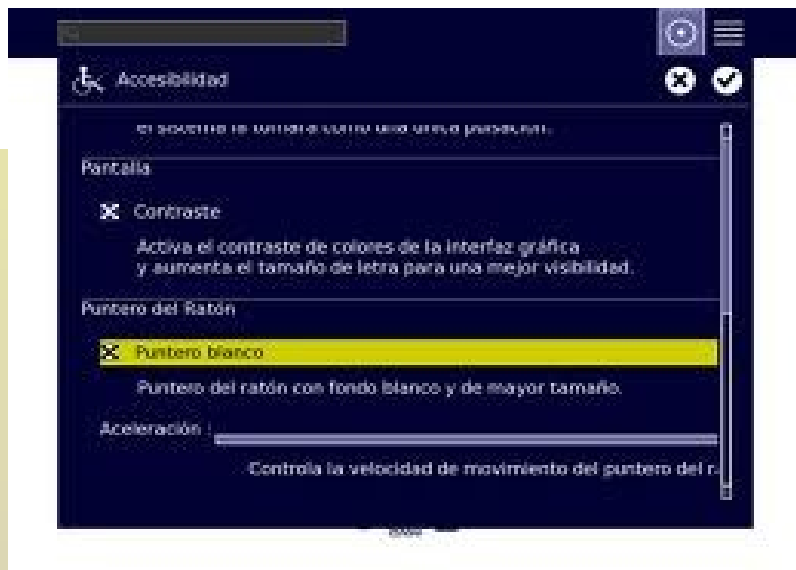 Accesibilidad
el sistema la tomará como una única pulsación.
Pantalla
Contraste
Activa el contraste de colores de la interfaz gráfica
y aumenta el tamaño de letra para una mejor visibilidad.
Puntero del Ratón
Puntero blanco
Puntero del ratón con fondo blanco y de mayor tamaño.
Aceleración :
Controla la velocidad de movimiento del puntero del r